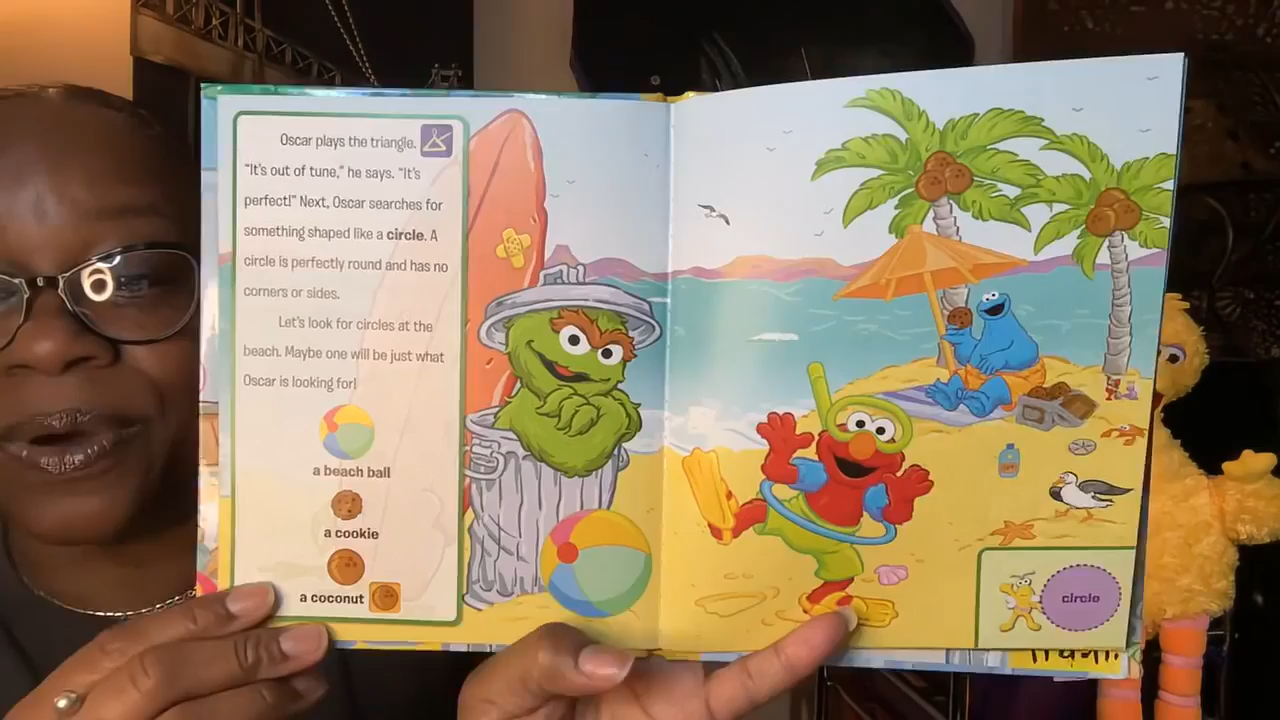 Oscar plays the triangle.
"It's out of tune," he says. "It's
perfect!" Next, Oscar searches for
something shaped like a circle. A
circle is perfectly round and has no
corners or sides.
Let's look for circles at the
beach. Maybe one will be just what
Oscar is looking for!
a beach ball
a cookie
a coconut
circle